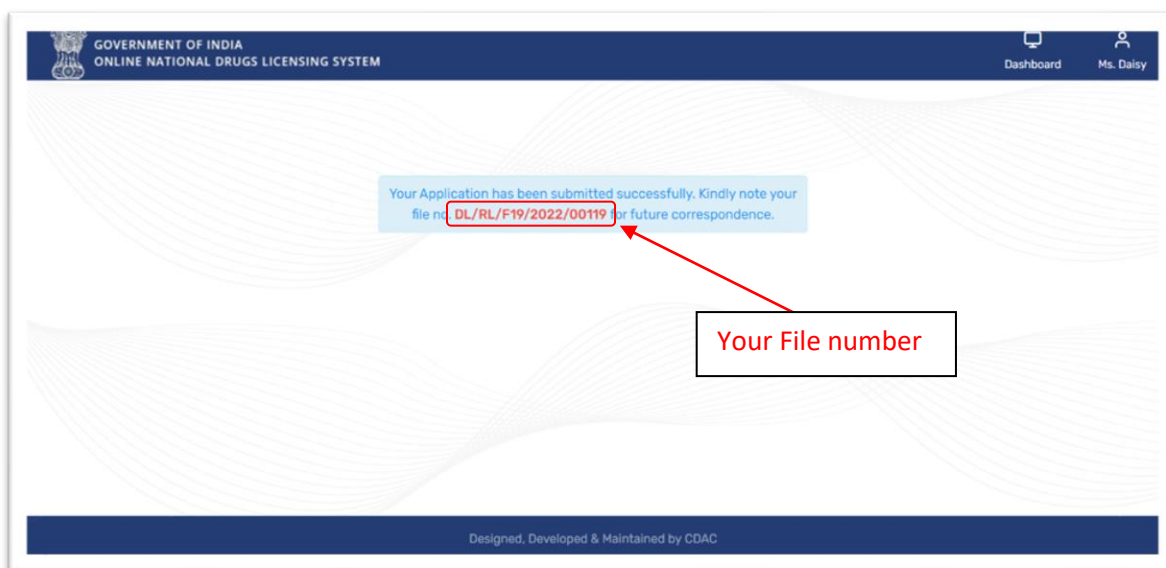 GOVERNMENT OF INDIA
ONLINE NATIONAL DRUGS LICENSING SYSTEM
Dashboard
Ms. Daisy
Your Application has been submitted successfully. Kindly note your
file no. DL/RL/F19/2022/00119 for future correspondence.
Your File number
Designed, Developed & Maintained by CDAC